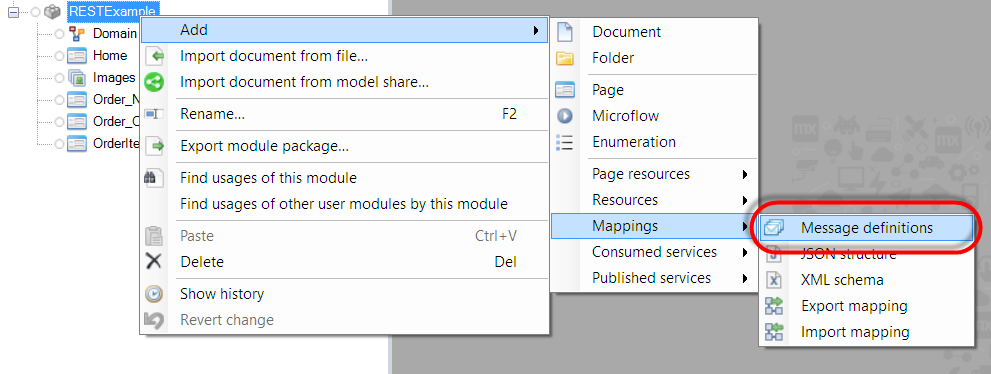 RESTExample
Domain
Home
Images
Order_N
Order_O
OrderIte
Add
Import document from file...
Import document from model share...
Rename... F2
Export module package...
Find usages of this module
Find usages of other user modules by this module
Paste Ctrl+V
Delete Del
Show history
Revert change
Document
Folder
Page
Microflow
Enumeration
Page resources
Resources
Mappings
Consumed services
Published services
Message definitions
JSON structure
XML schema
Export mapping
Import mapping
mx
mx